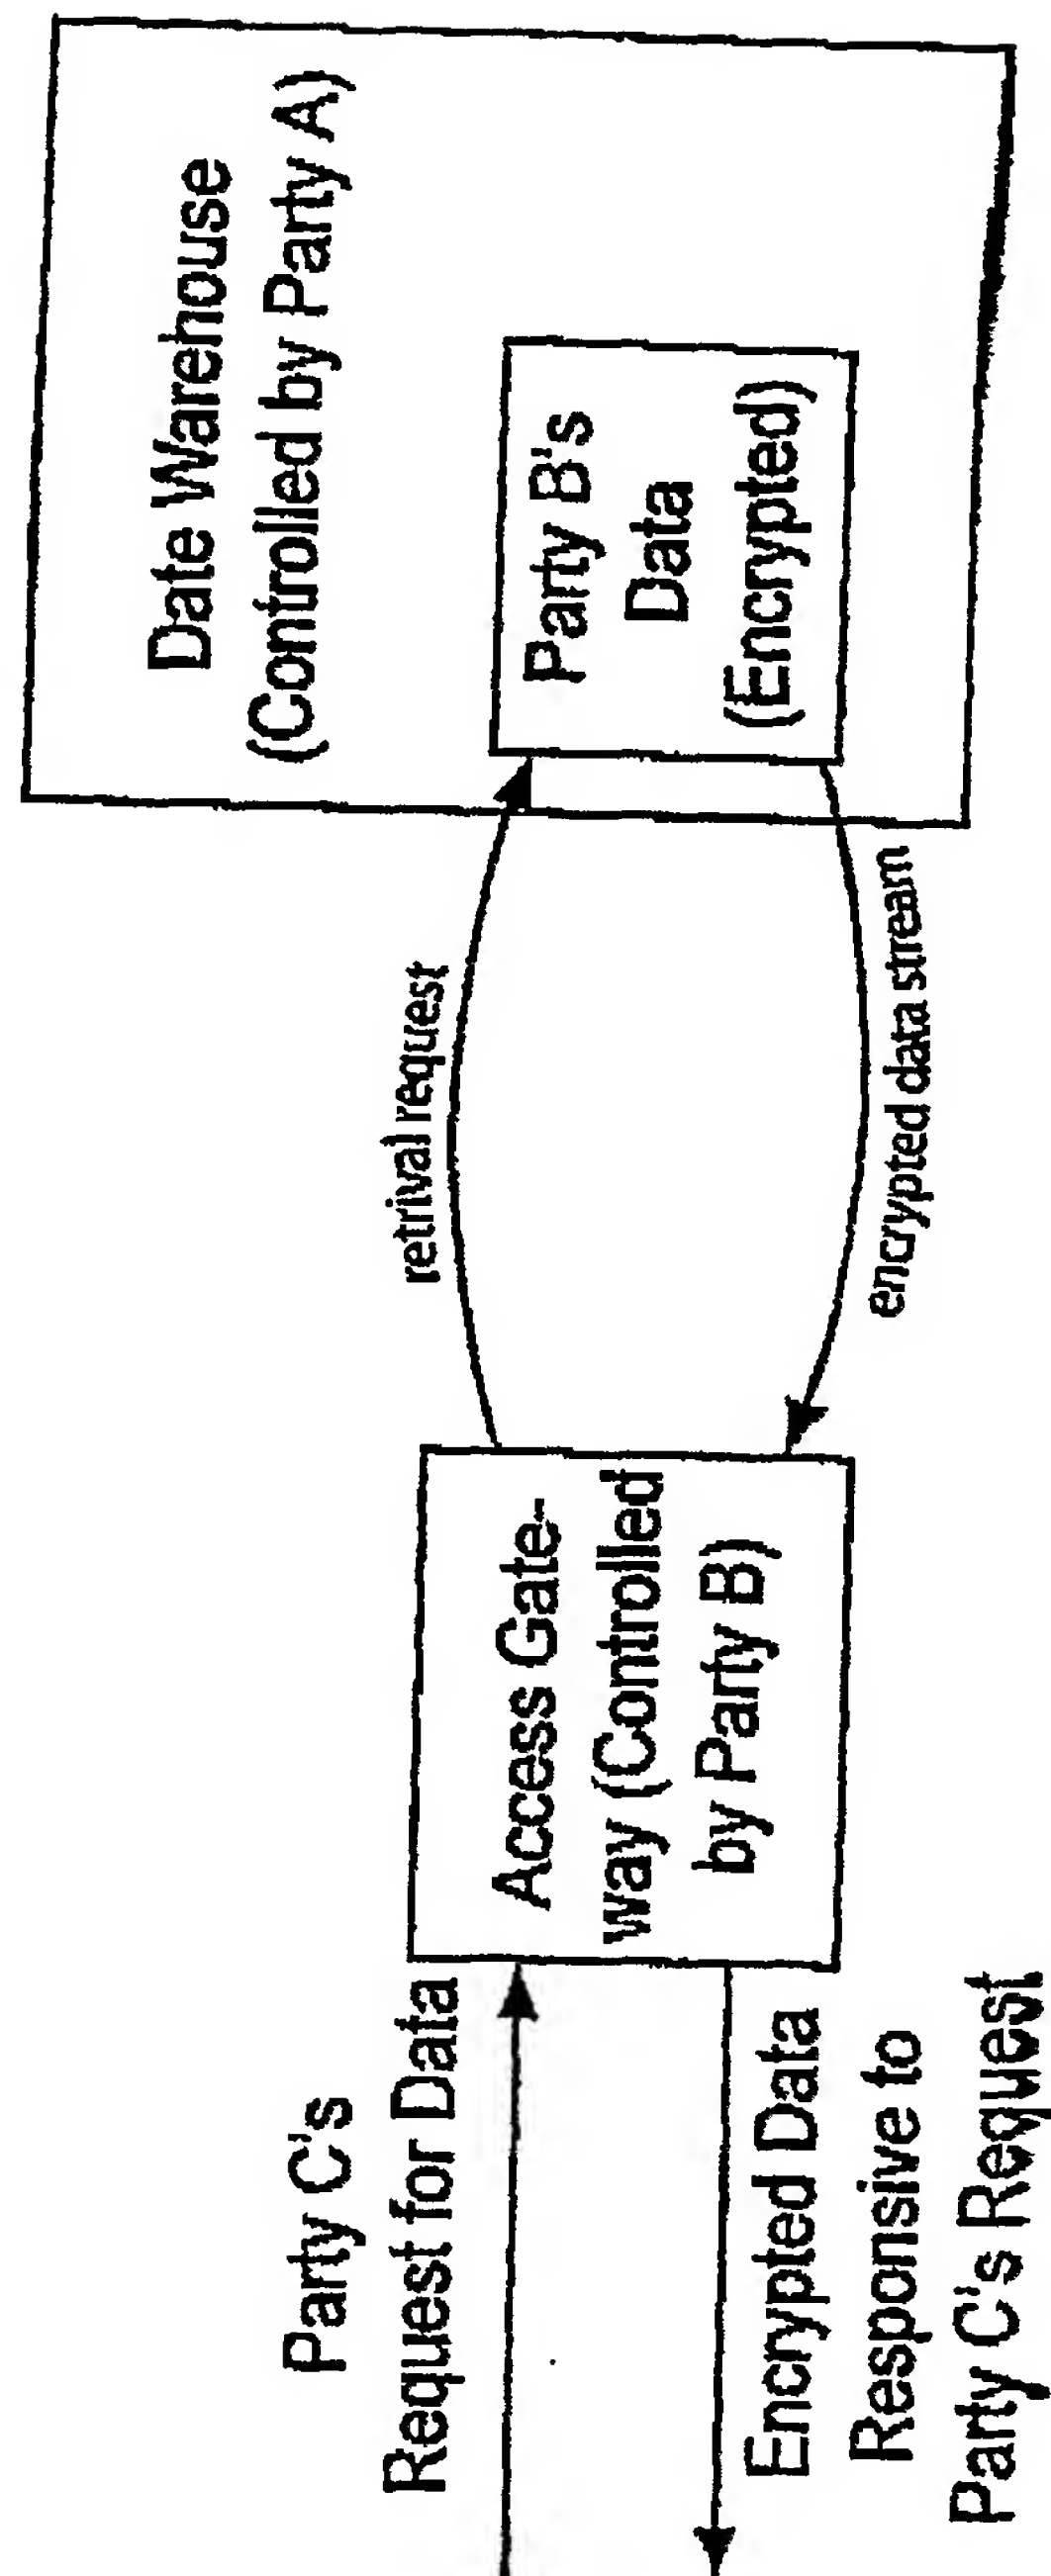 Party C's
Request for Data
Encrypted Data
Responsive to
Party C's Request
Access Gate-
way (Controlled
by Party B)
retrival request
encrypted data stream
Date Warehouse
(Controlled by Party A)
Party B's
Data
(Encrypted)